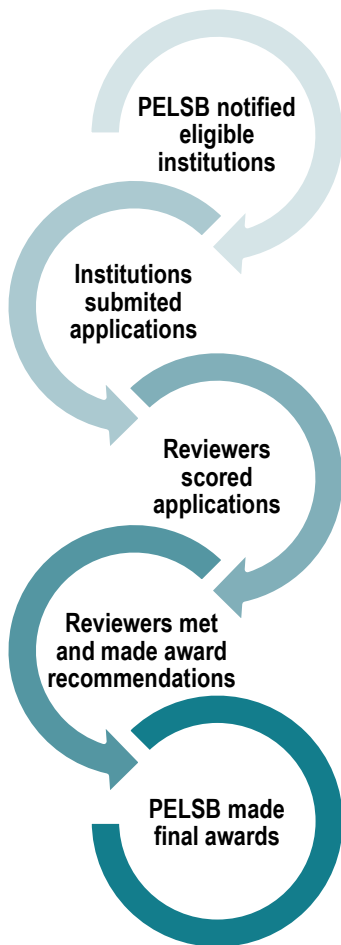 PELSB notified
eligible
institutions
Institutions
submited
applications
Reviewers
scored
applications
Reviewers met
and made award
recommendations
PELSB made
final awards